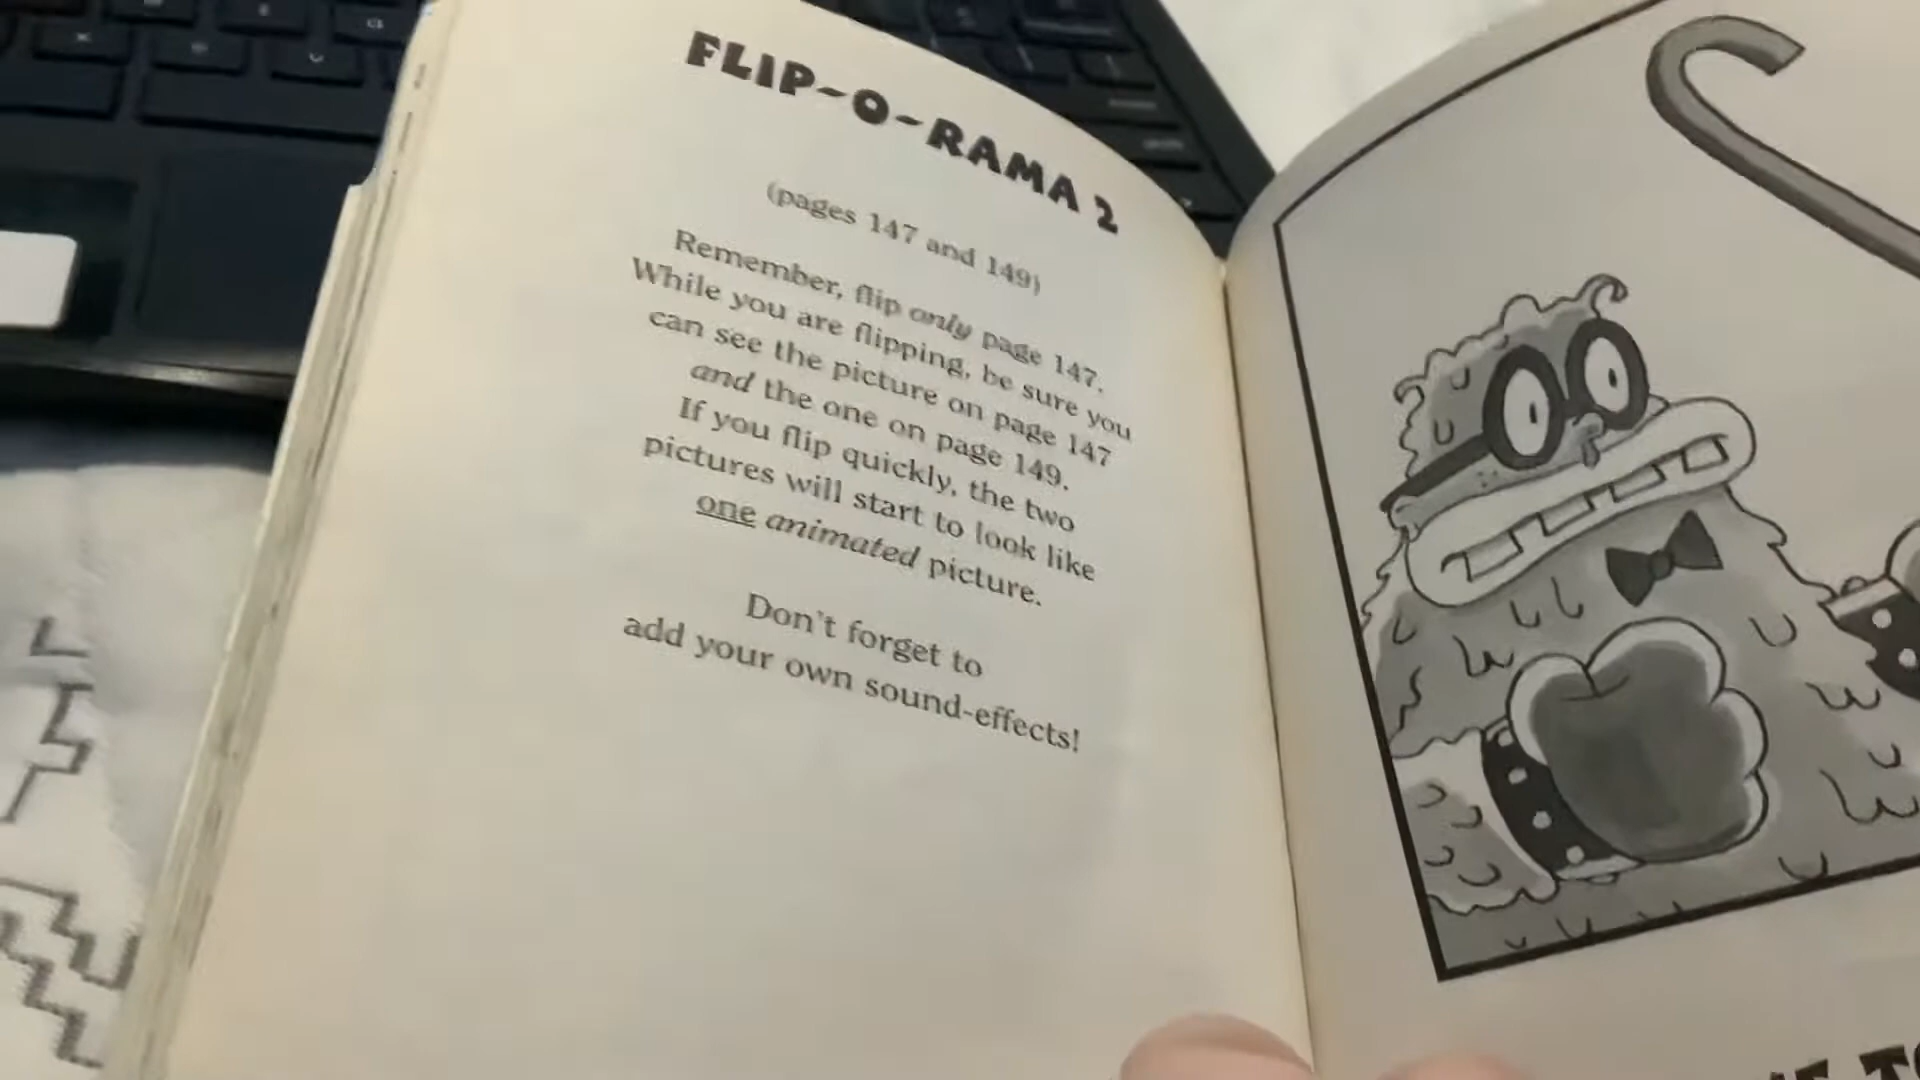 FLIP-O-RAMA 2
(pages 147 and 149)
Remember, flip only page 147.
While you are flipping, be sure you
can see the picture on page 147
and the one on page 149.
If you flip quickly, the two
pictures will start to look like
one animated picture.
Don't forget to
add your own sound-effects!